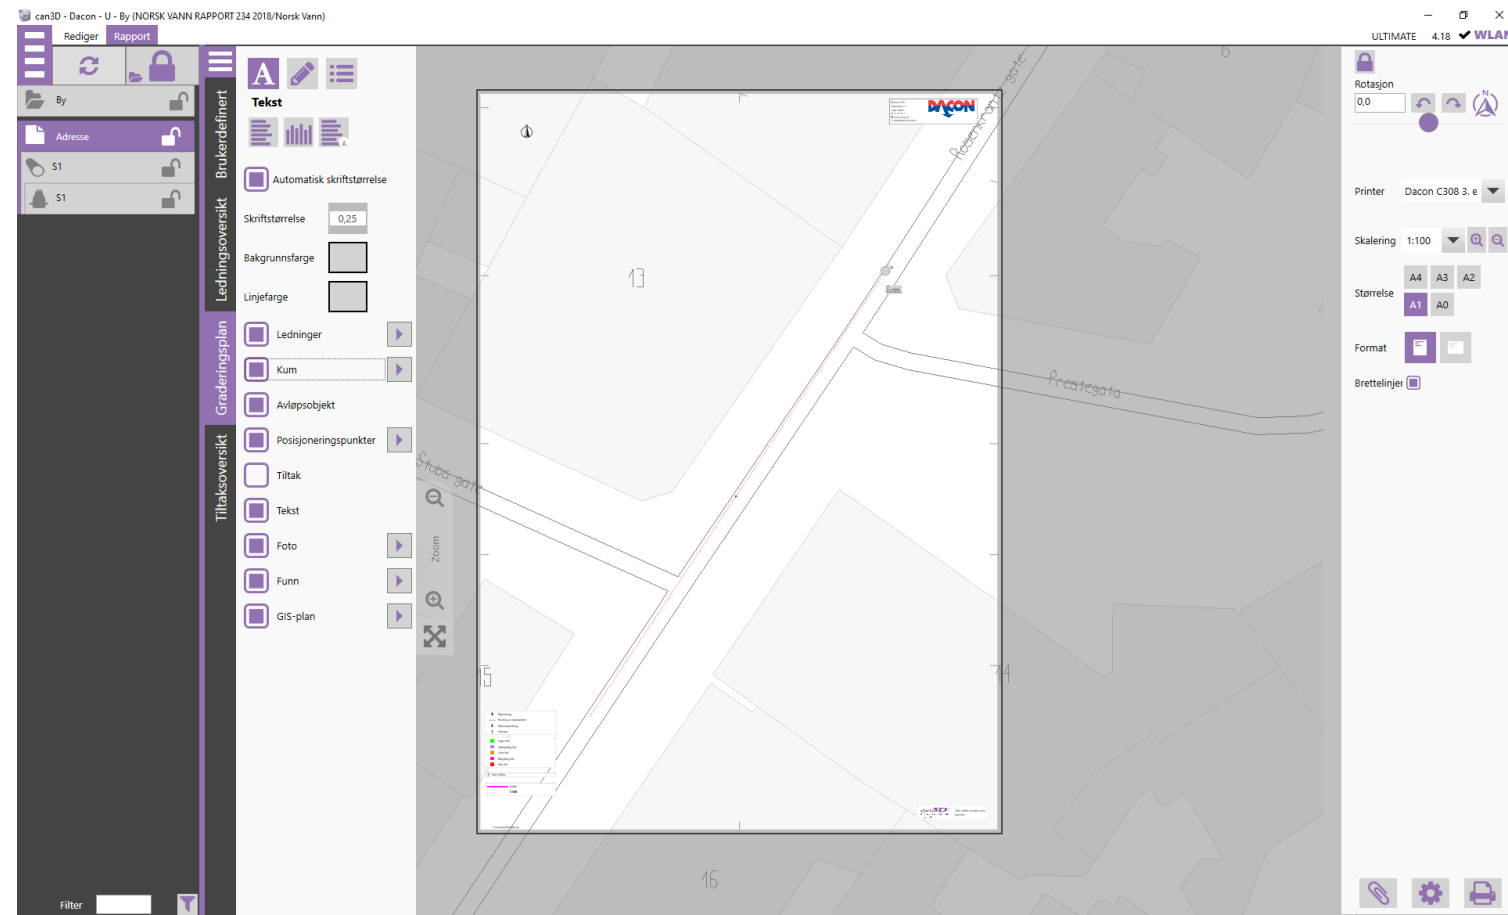 can3D - Dacon - U - By (NORSK VANN RAPPORT 234 2018/Norsk Vann)
Rediger
Rapport
ULTIMATE 4.18 WLAN
By
Adresse
S1
S1
Filter
Brukerdefinert
Ledningsoversikt
Graderingsplan
Tiltaksoversikt
A
Tekst
A
Automatisk skriftstørrelse
Skriftstørrelse 0,25
Bakgrunnsfarge
Linjefarge
Ledninger
Kum
Avløpsobjekt
Posisjoneringspunkter
Tiltak
Tekst
Foto
Funn
GIS-plan
Zoom
DACON
Rosenkrantz gate
13
Prestegata
Stubs gate
15
14
16
6
3D
Rotasjon
0,0
N
Printer Dacon C308 3. e
Skalering 1:100
Størrelse
A4 A3 A2
A1 A0
Format
Brettelinjer